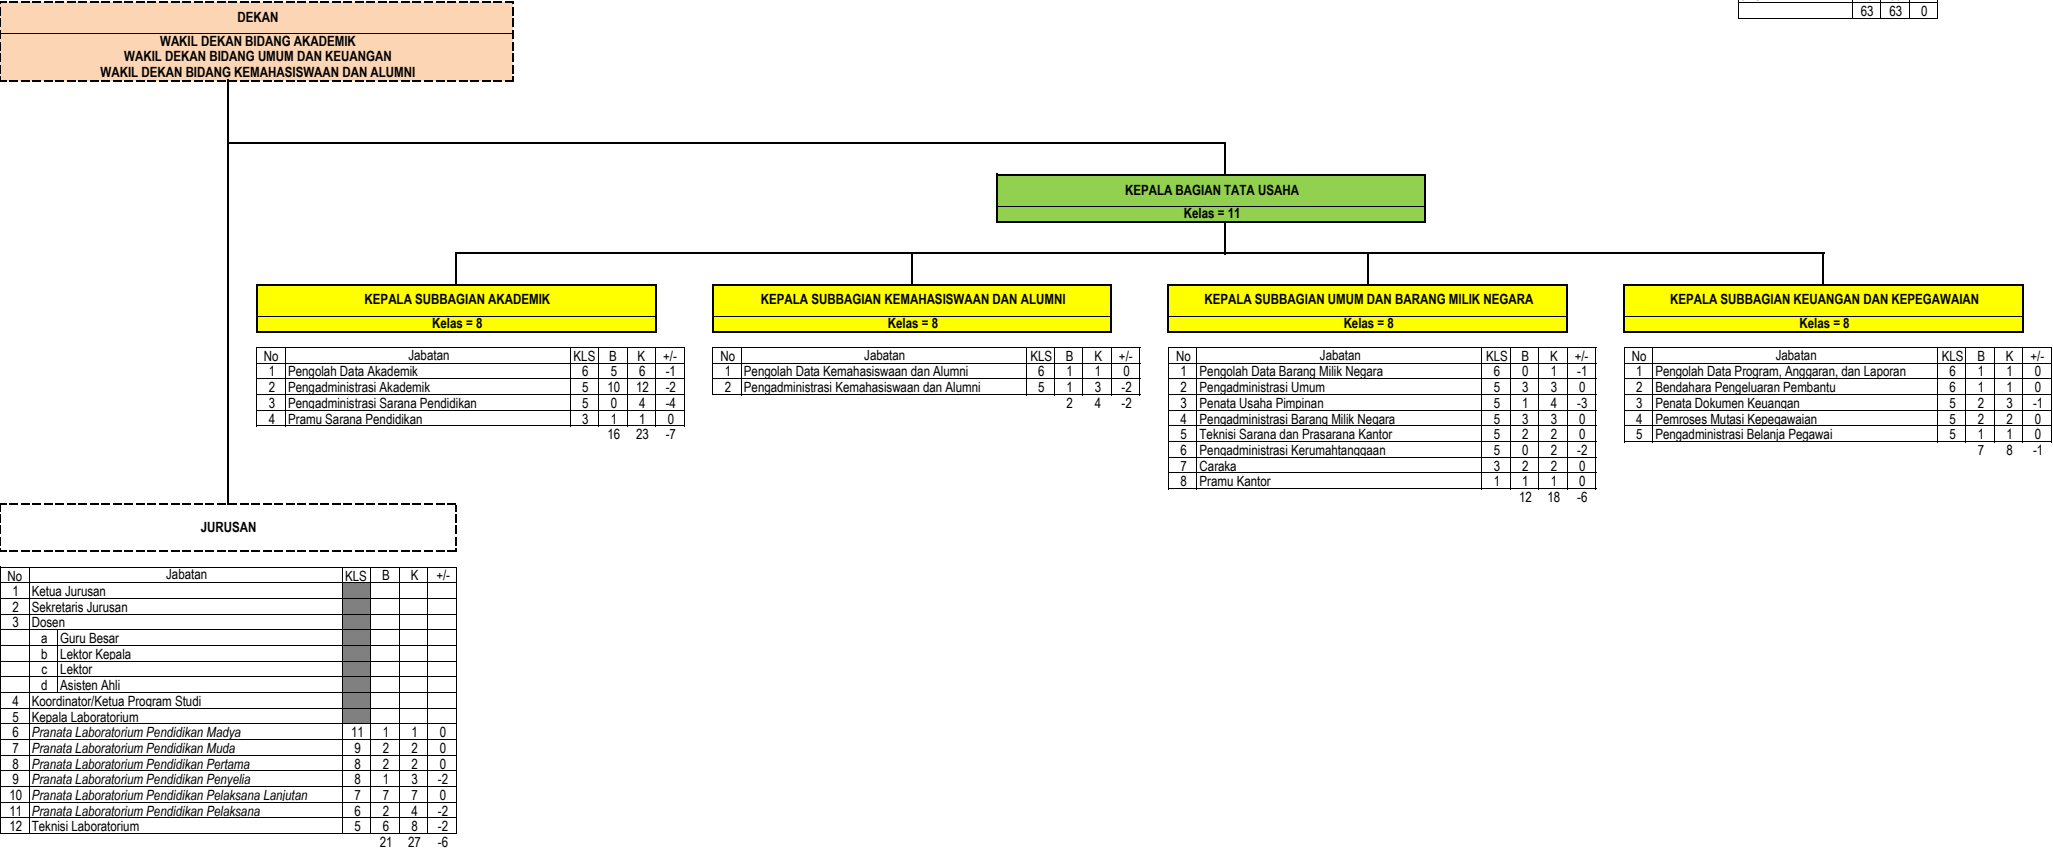 63 63 0
DEKAN
WAKIL DEKAN BIDANG AKADEMIK
WAKIL DEKAN BIDANG UMUM DAN KEUANGAN
WAKIL DEKAN BIDANG KEMAHASISWAAN DAN ALUMNI
KEPALA BAGIAN TATA USAHA
Kelas = 11
KEPALA SUBBAGIAN AKADEMIK
Kelas = 8
No Jabatan KLS B K +/-
1 Pengolah Data Akademik 6 5 6 -1
2 Pengadministrasi Akademik 5 10 12 -2
3 Pengadministrasi Sarana Pendidikan 5 0 4 -4
4 Pramu Sarana Pendidikan 3 1 1 0
16 23 -7
KEPALA SUBBAGIAN KEMAHASISWAAN DAN ALUMNI
Kelas = 8
No Jabatan KLS B K +/-
1 Pengolah Data Kemahasiswaan dan Alumni 6 1 1 0
2 Pengadministrasi Kemahasiswaan dan Alumni 5 1 3 -2
2 4 -2
KEPALA SUBBAGIAN UMUM DAN BARANG MILIK NEGARA
Kelas = 8
No Jabatan KLS B K +/-
1 Pengolah Data Barang Milik Negara 6 0 1 -1
2 Pengadministrasi Umum 5 3 3 0
3 Penata Usaha Pimpinan 5 1 4 -3
4 Pengadministrasi Barang Milik Negara 5 3 3 0
5 Teknisi Sarana dan Prasarana Kantor 5 2 2 0
6 Pengadministrasi Kerumahtanggaan 5 0 2 -2
7 Caraka 3 2 2 0
8 Pramu Kantor 1 1 1 0
12 18 -6
KEPALA SUBBAGIAN KEUANGAN DAN KEPEGAWAIAN
Kelas = 8
No Jabatan KLS B K +/-
1 Pengolah Data Program, Anggaran, dan Laporan 6 1 1 0
2 Bendahara Pengeluaran Pembantu 6 1 1 0
3 Penata Dokumen Keuangan 5 2 3 -1
4 Pemroses Mutasi Kepegawaian 5 2 2 0
5 Pengadministrasi Belanja Pegawai 5 1 1 0
7 8 -1
JURUSAN
No Jabatan KLS B K +/-
1 Ketua Jurusan
2 Sekretaris Jurusan
3 Dosen
a Guru Besar
b Lektor Kepala
c Lektor
d Asisten Ahli
4 Koordinator/Ketua Program Studi
5 Kepala Laboratorium
6 Pranata Laboratorium Pendidikan Madya 11 1 1 0
7 Pranata Laboratorium Pendidikan Muda 9 2 2 0
8 Pranata Laboratorium Pendidikan Pertama 8 2 2 0
9 Pranata Laboratorium Pendidikan Penyelia 8 1 3 -2
10 Pranata Laboratorium Pendidikan Pelaksana Lanjutan 7 7 7 0
11 Pranata Laboratorium Pendidikan Pelaksana 6 2 4 -2
12 Teknisi Laboratorium 5 6 8 -2
21 27 -6